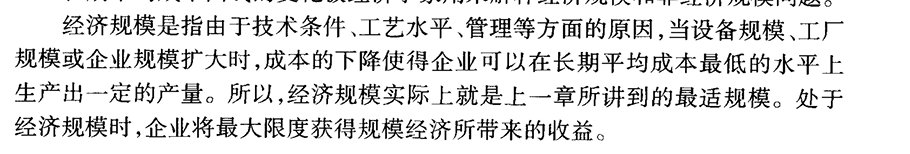 经济规模是指由于技术条件、工艺水平、管理等方面的原因,当设备规模、工厂
规模或企业规模扩大时,成本的下降使得企业可以在长期平均成本最低的水平上
生产出一定的产量。所以,经济规模实际上就是上一章所讲到的最适规模。处于
经济规模时,企业将最大限度获得规模经济所带来的收益。